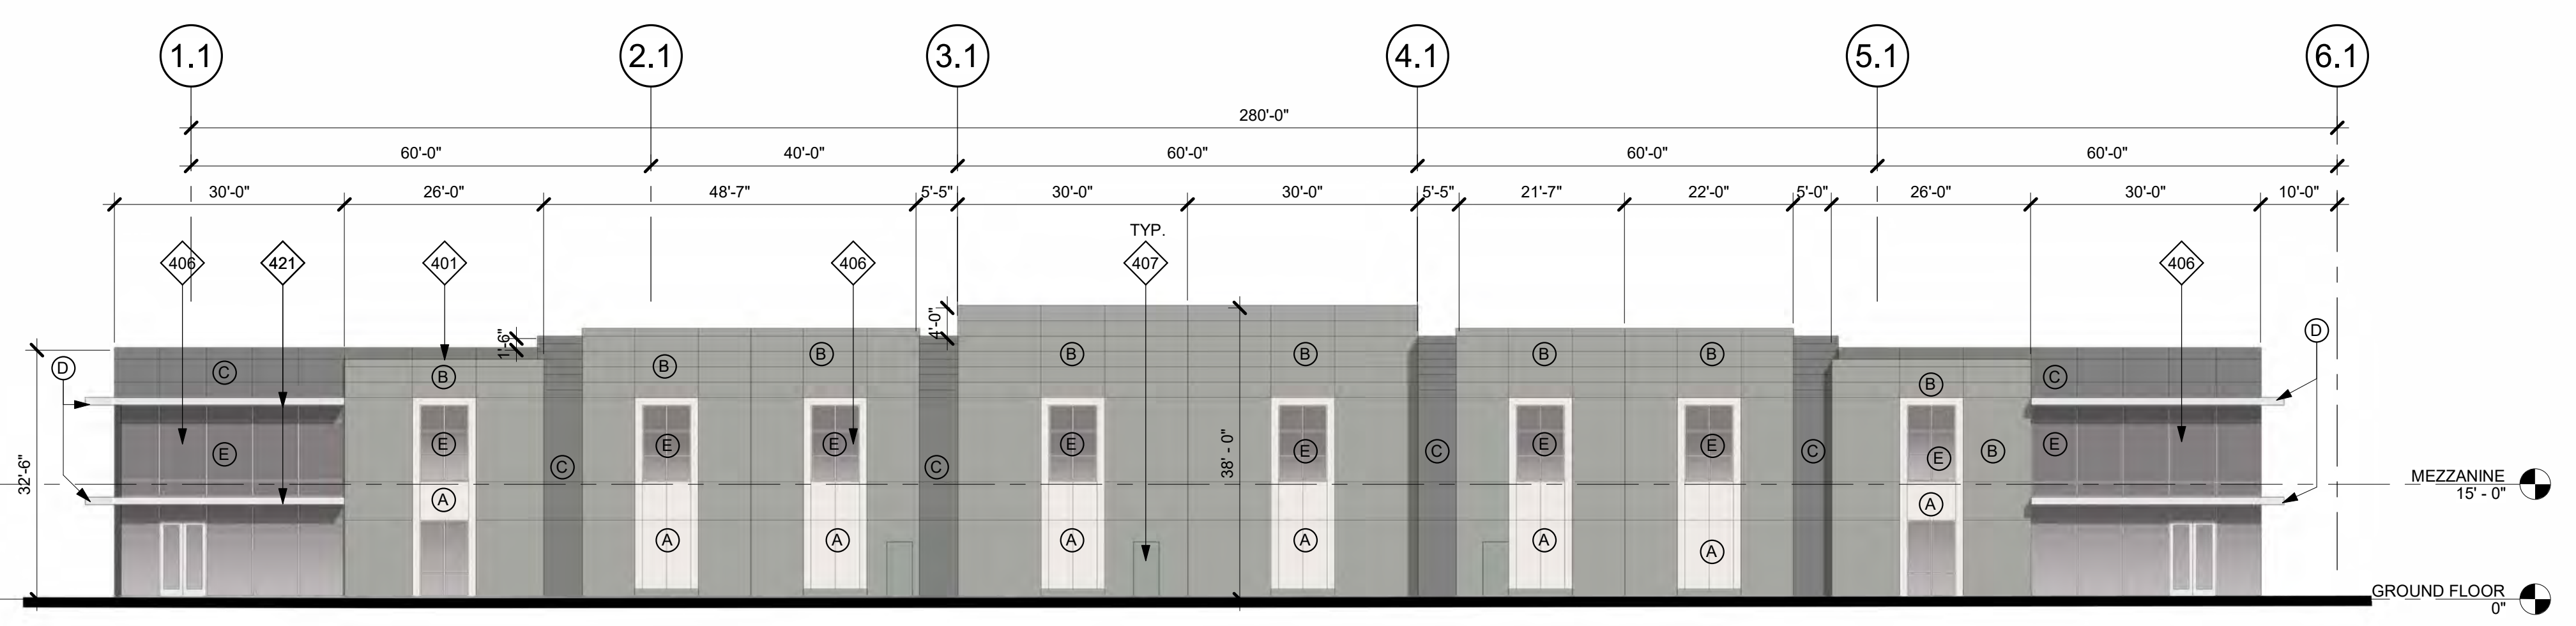 1.1 2.1 3.1 4.1 5.1 6.1
280'-0"
60'-0" 40'-0" 60'-0" 60'-0" 60'-0"
30'-0" 26'-0" 48'-7" 5'-5" 30'-0" 30'-0" 5'-5" 21'-7" 22'-0" 5'-0" 26'-0" 30'-0" 10'-0"
TYP.
406 421 401 406 407 406
4'-0"
1'-6"
D
D
C B B B B B B B B C
E E E E E E E E E B E
C C C C
32'-6"
38' - 0"
MEZZANINE
15' - 0"
A A
A A A A A A
GROUND FLOOR
0"